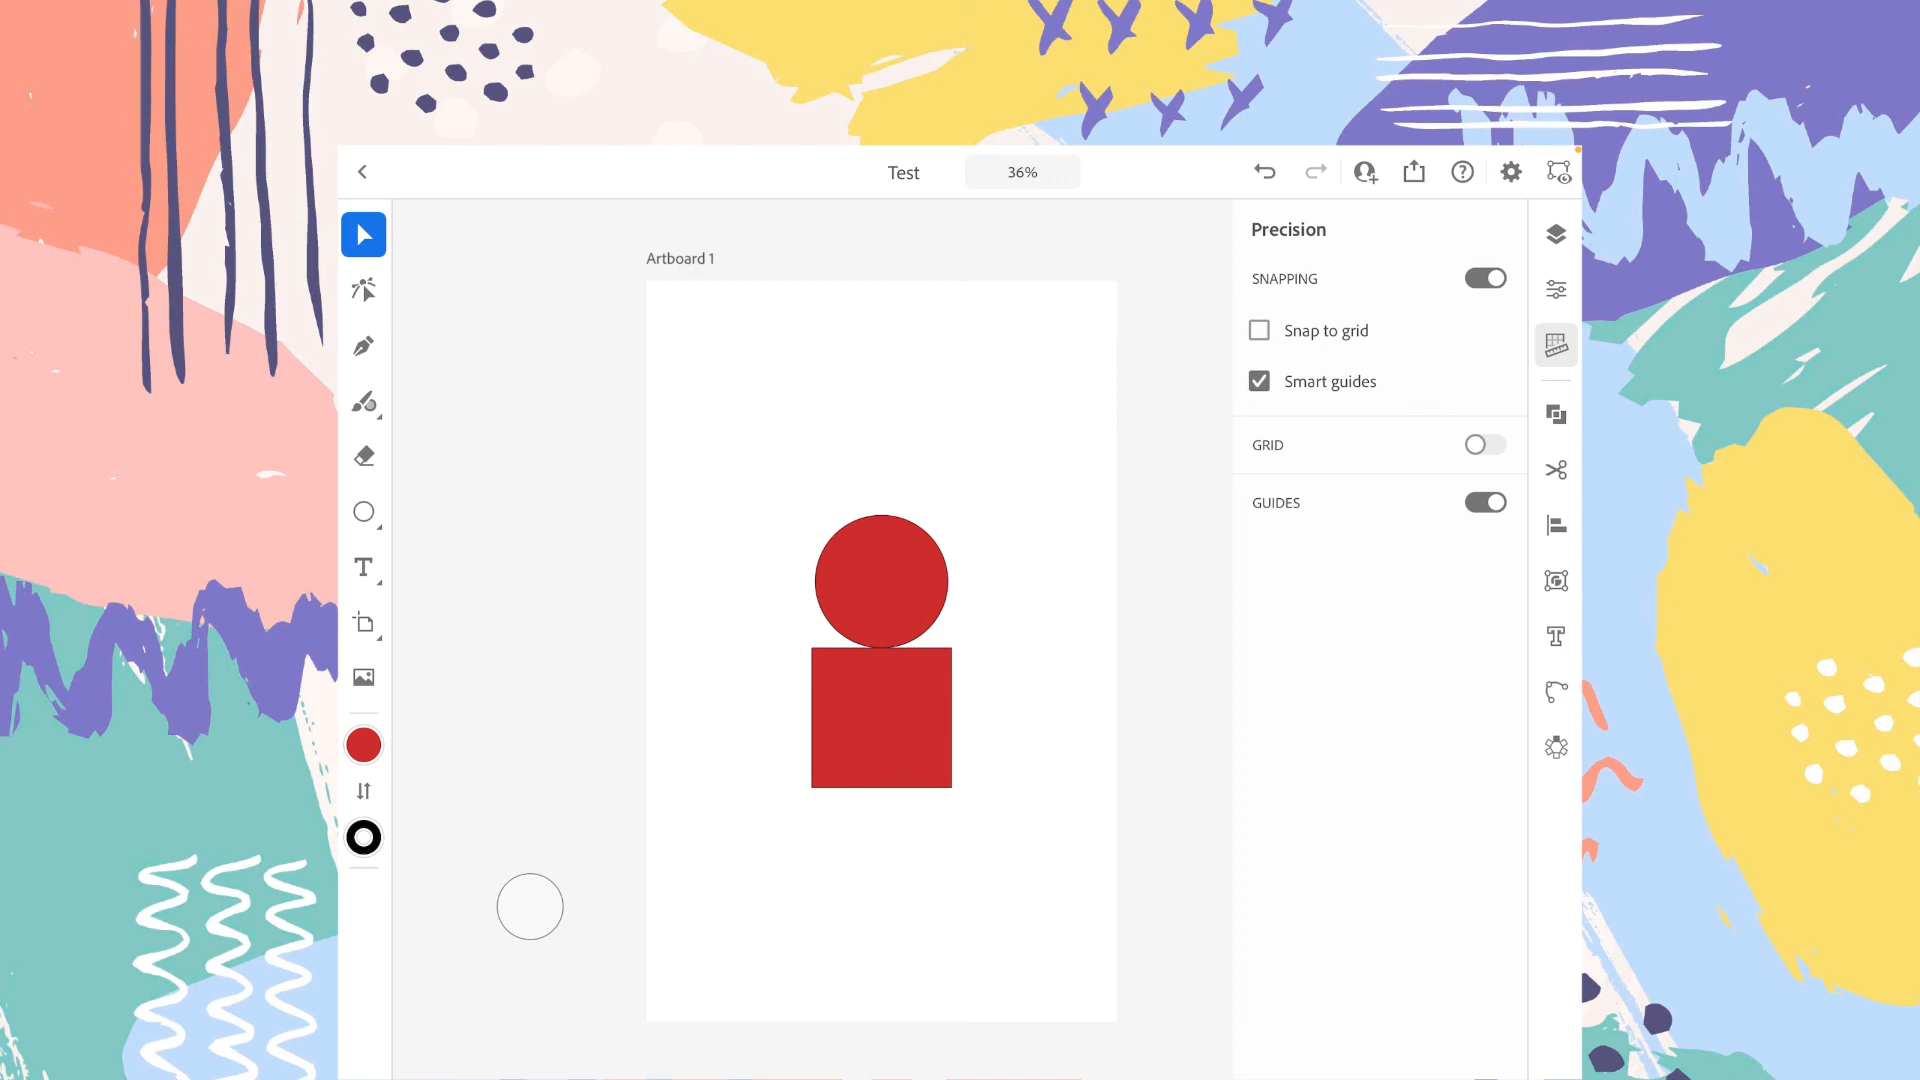 Test
36%
Precision
SNAPPING
Snap to grid
Smart guides
GRID
GUIDES
Artboard 1